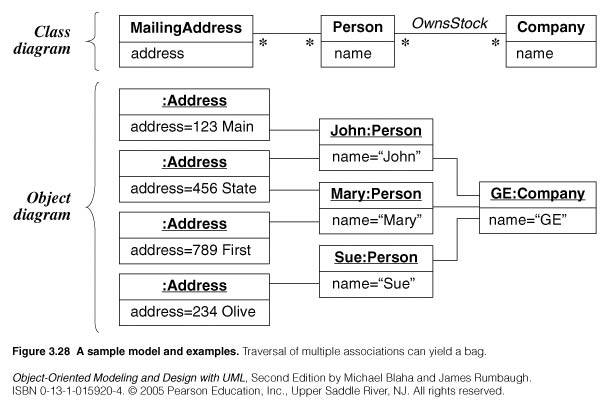 Class
diagram
MailingAddress
address
*
*
Person
name
OwnsStock
*
*
Company
name
Object
diagram
:Address
address=123 Main
:Address
address=456 State
:Address
address=789 First
:Address
address=234 Olive
John:Person
name=“John”
Mary:Person
name=“Mary”
Sue:Person
name=“Sue”
GE:Company
name=“GE”
Figure 3.28 A sample model and examples. Traversal of multiple associations can yield a bag.
Object-Oriented Modeling and Design with UML, Second Edition by Michael Blaha and James Rumbaugh.
ISBN 0-13-1-015920-4. © 2005 Pearson Education, Inc., Upper Saddle River, NJ. All rights reserved.